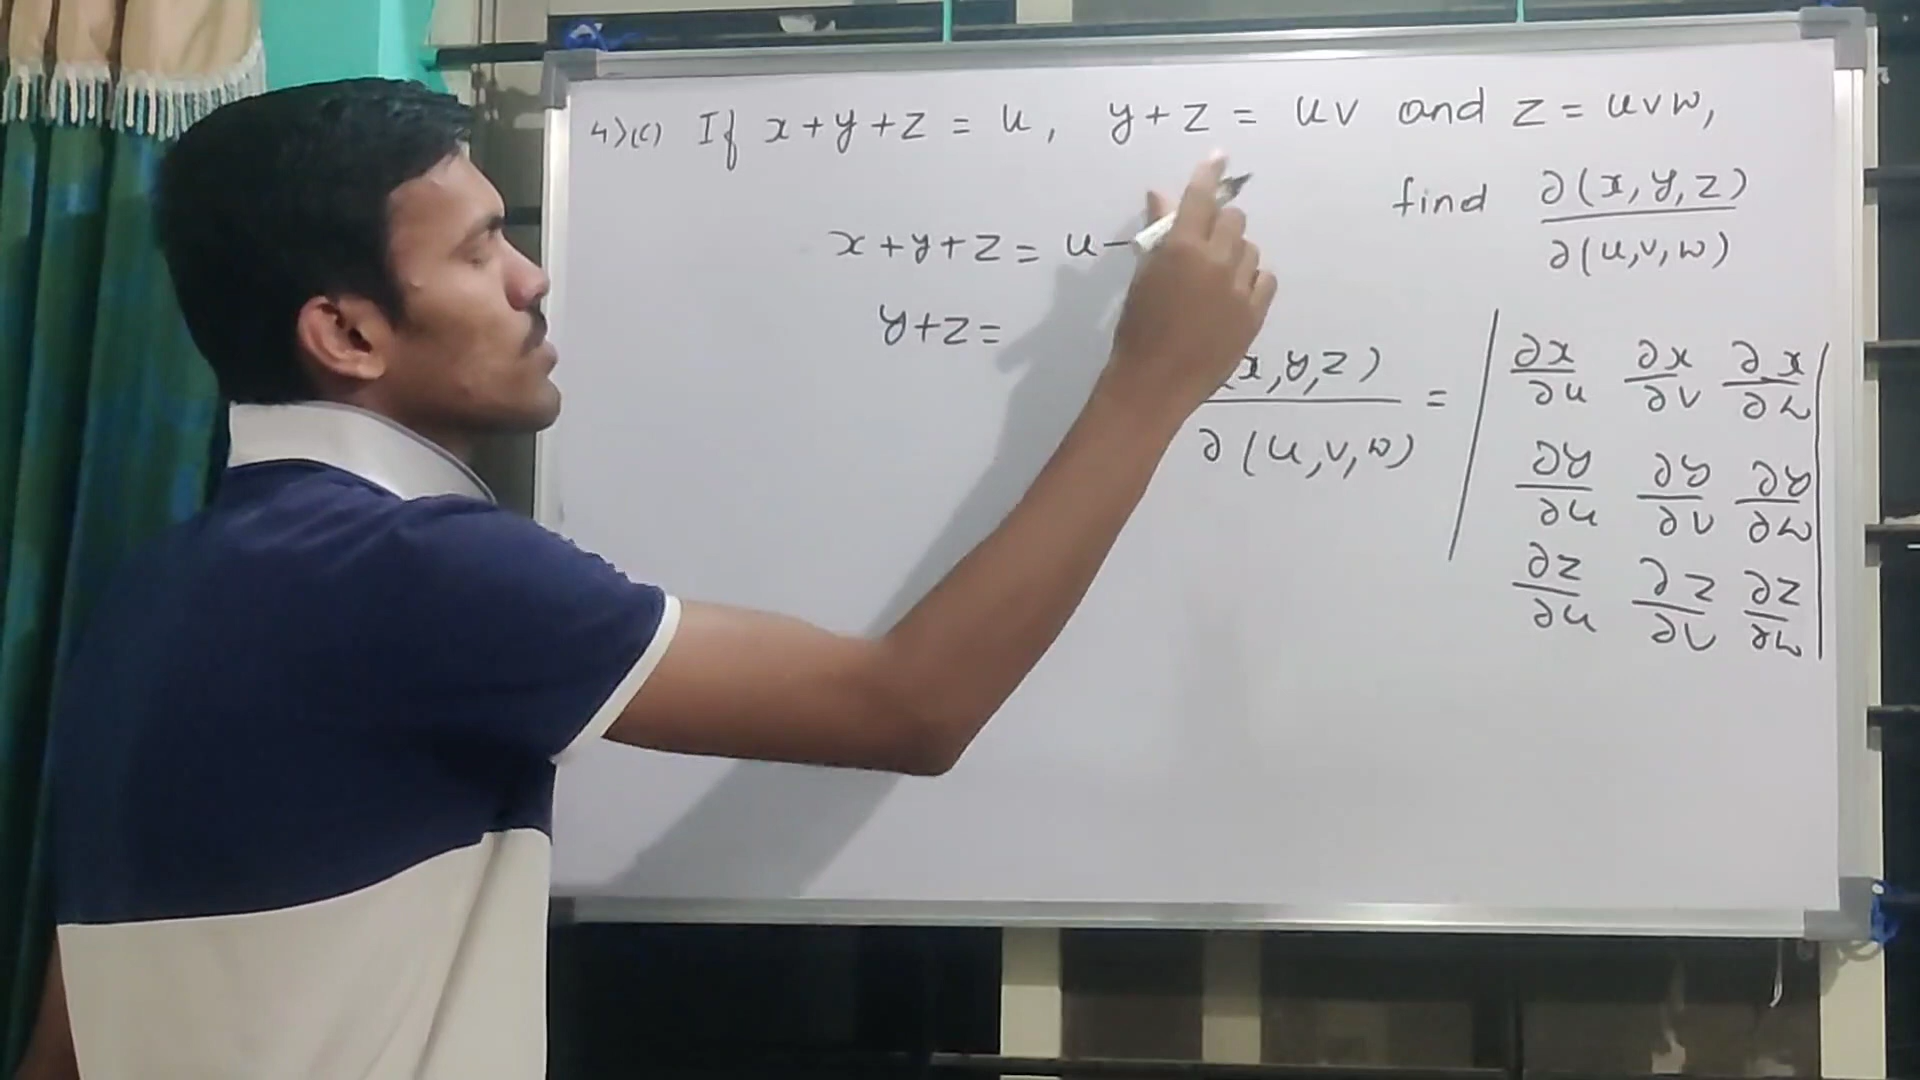 4)(c) If x+y+z = u, y+z = uv and z = uvw,
find ∂(x,y,z)/∂(u,v,w)
x+y+z = u-
y+z=
(x,y,z)/∂(u,v,w) = | ∂x/∂u ∂x/∂v ∂x/∂w |
∂y/∂u ∂y/∂v ∂y/∂w
∂z/∂u ∂z/∂v ∂z/∂w